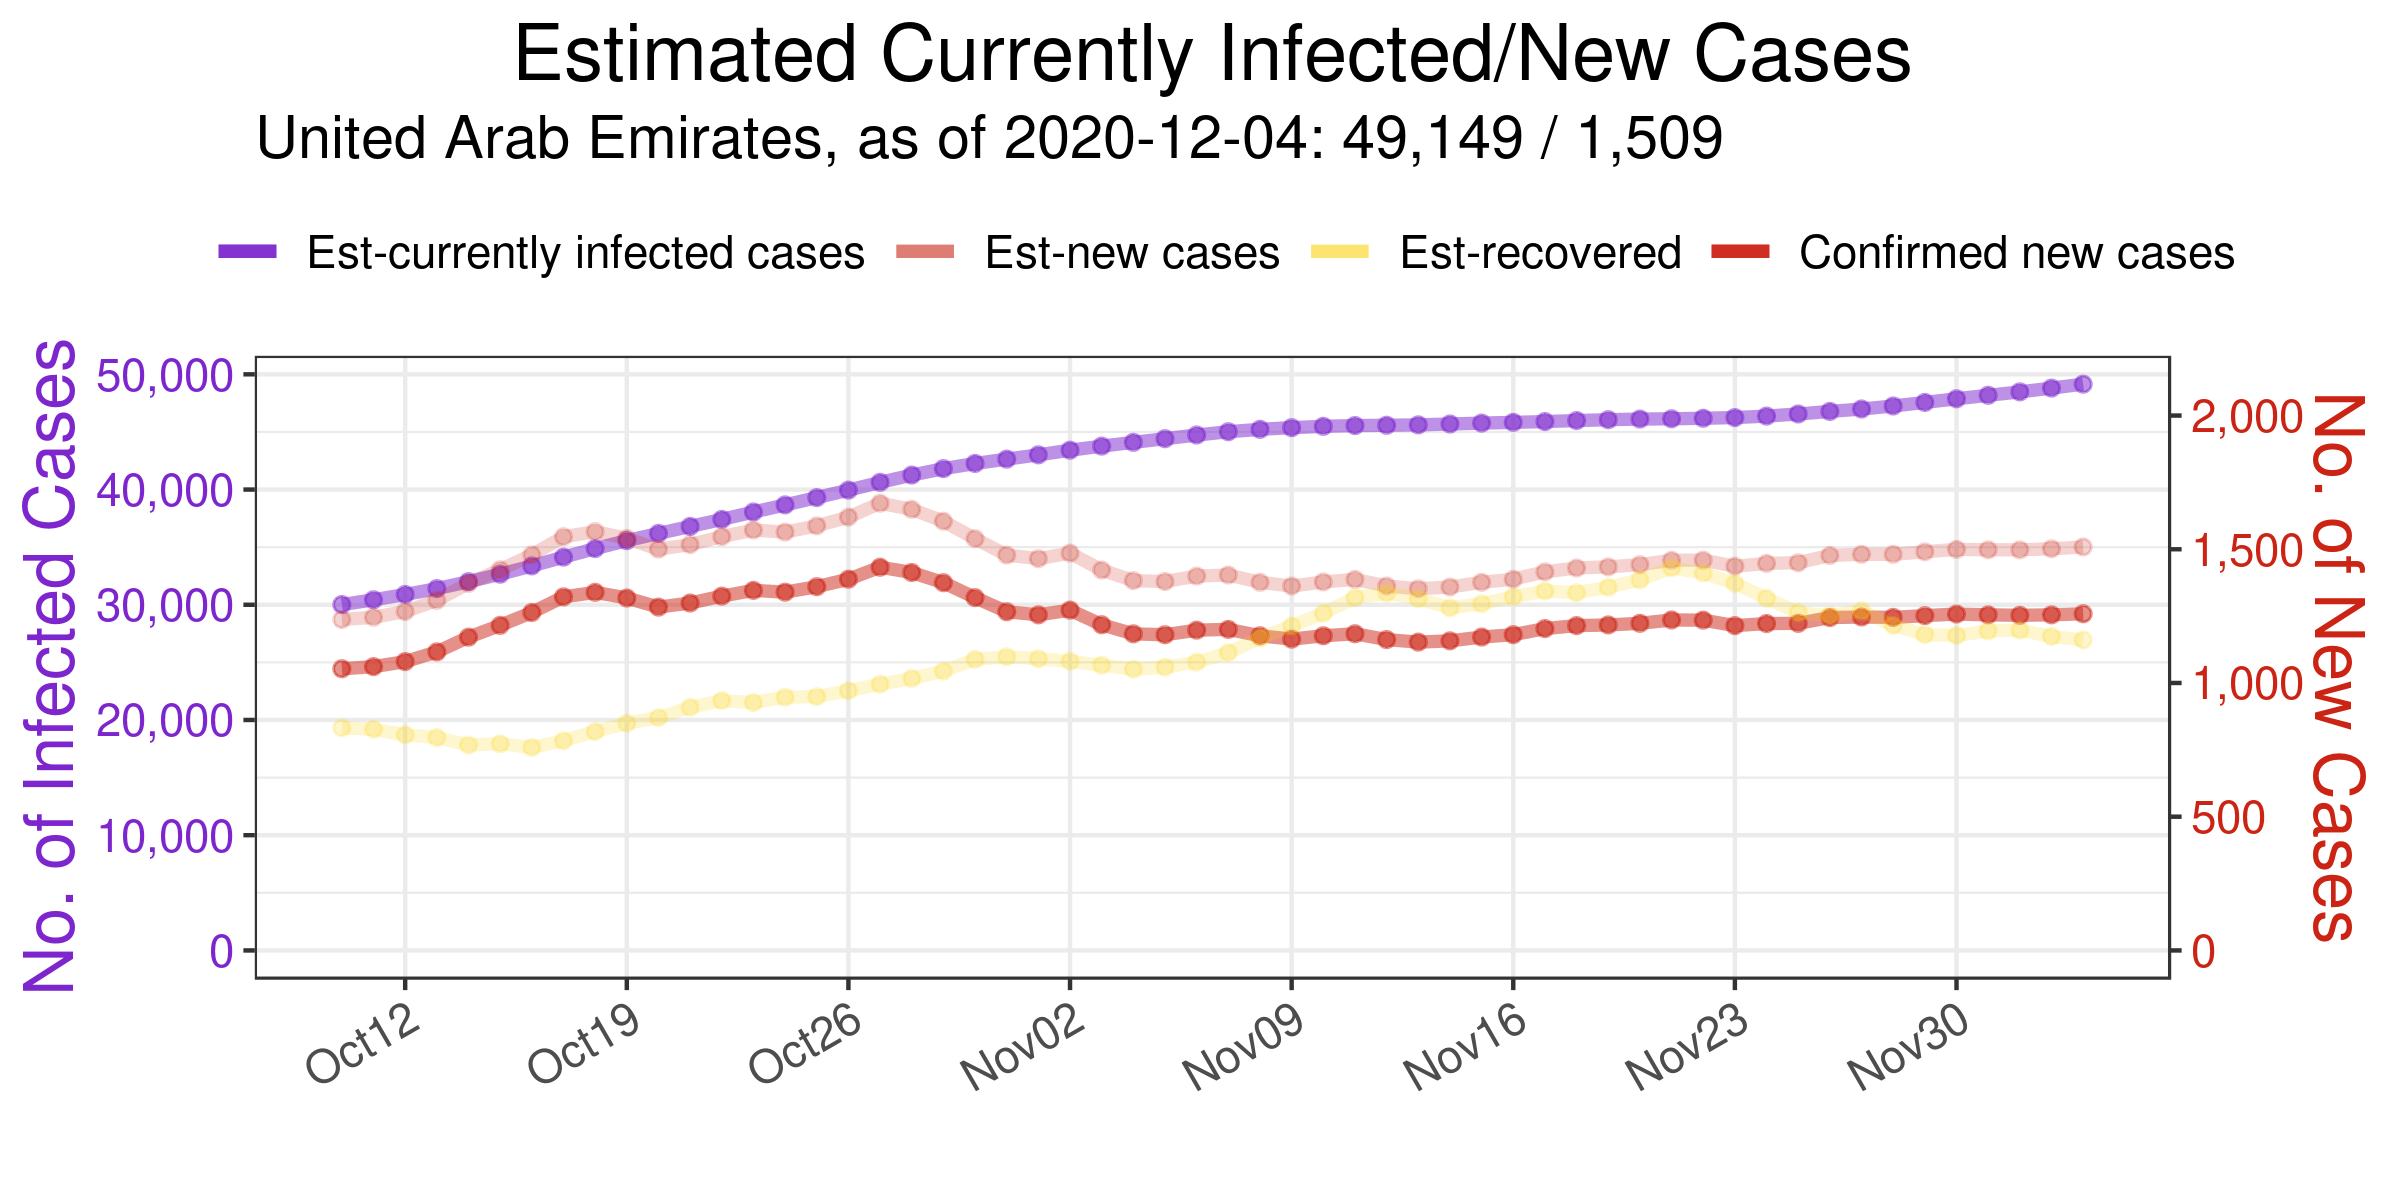 Estimated Currently Infected/New Cases
United Arab Emirates, as of 2020-12-04: 49,149 / 1,509
Est-currently infected cases Est-new cases Est-recovered Confirmed new cases
No. of Infected Cases
50,000
40,000
30,000
20,000
10,000
0
2,000
1,500
1,000
500
0
No. of New Cases
Oct12 Oct19 Oct26 Nov02 Nov09 Nov16 Nov23 Nov30